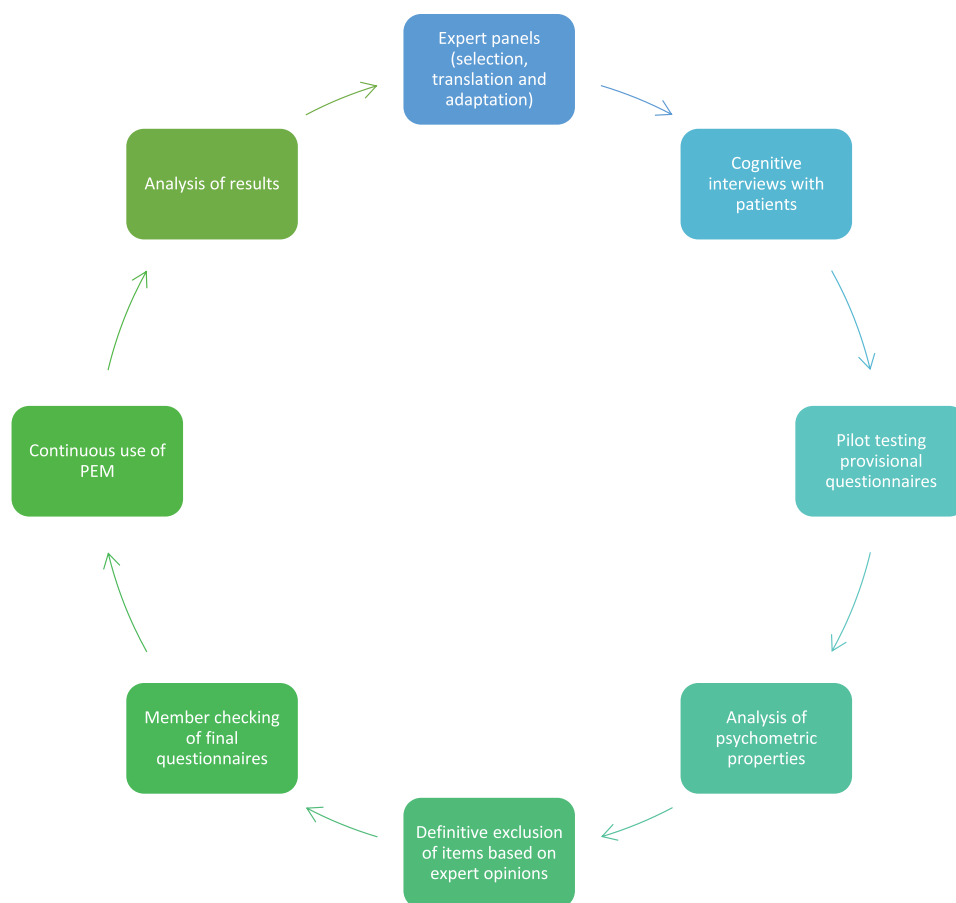 Expert panels
(selection,
translation and
adaptation)
Cognitive
interviews with
patients
Pilot testing
provisional
questionnaires
Analysis of
psychometric
properties
Definitive exclusion
of items based on
expert opinions
Member checking
of final
questionnaires
Continuous use of
PEM
Analysis of results